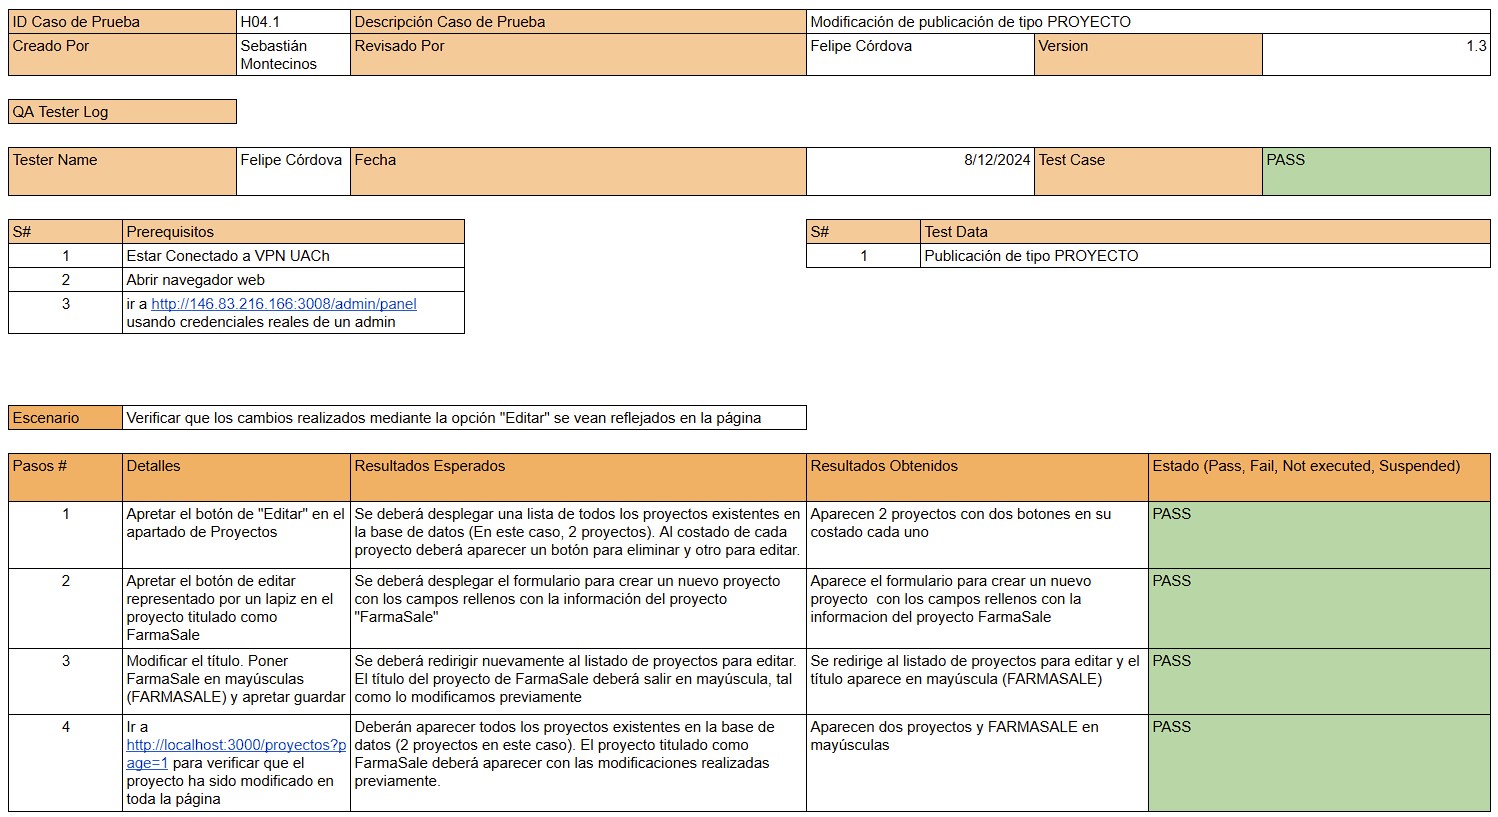 ID Caso de Prueba
H04.1
Descripción Caso de Prueba
Modificación de publicación de tipo PROYECTO
Creado Por
Sebastián
Montecinos
Revisado Por
Felipe Córdova
Version
1.3
QA Tester Log
Tester Name
Felipe Córdova
Fecha
8/12/2024
Test Case
PASS
S#
Prerequisitos
1
Estar Conectado a VPN UACh
2
Abrir navegador web
3
ir a http://146.83.216.166:3008/admin/panel
usando credenciales reales de un admin
S#
Test Data
1
Publicación de tipo PROYECTO
Escenario
Verificar que los cambios realizados mediante la opción "Editar" se vean reflejados en la página
Pasos #
Detalles
Resultados Esperados
Resultados Obtenidos
Estado (Pass, Fail, Not executed, Suspended)
1
Apretar el botón de "Editar" en el
apartado de Proyectos
Se deberá desplegar una lista de todos los proyectos existentes en
la base de datos (En este caso, 2 proyectos). Al costado de cada
proyecto deberá aparecer un botón para eliminar y otro para editar.
Aparecen 2 proyectos con dos botones en su
costado cada uno
PASS
2
Apretar el botón de editar
representado por un lapiz en el
proyecto titulado como
FarmaSale
Se deberá desplegar el formulario para crear un nuevo proyecto
con los campos rellenos con la información del proyecto
"FarmaSale"
Aparece el formulario para crear un nuevo
proyecto  con los campos rellenos con la
informacion del proyecto FarmaSale
PASS
3
Modificar el título. Poner
FarmaSale en mayúsculas
(FARMASALE) y apretar guardar
Se deberá redirigir nuevamente al listado de proyectos para editar.
El título del proyecto de FarmaSale deberá salir en mayúscula, tal
como lo modificamos previamente
Se redirige al listado de proyectos para editar y el
título aparece en mayúscula (FARMASALE)
PASS
4
Ir a
http://localhost:3000/proyectos?p
age=1 para verificar que el
proyecto ha sido modificado en
toda la página
Deberán aparecer todos los proyectos existentes en la base de
datos (2 proyectos en este caso). El proyecto titulado como
FarmaSale deberá aparecer con las modificaciones realizadas
previamente.
Aparecen dos proyectos y FARMASALE en
mayúsculas
PASS